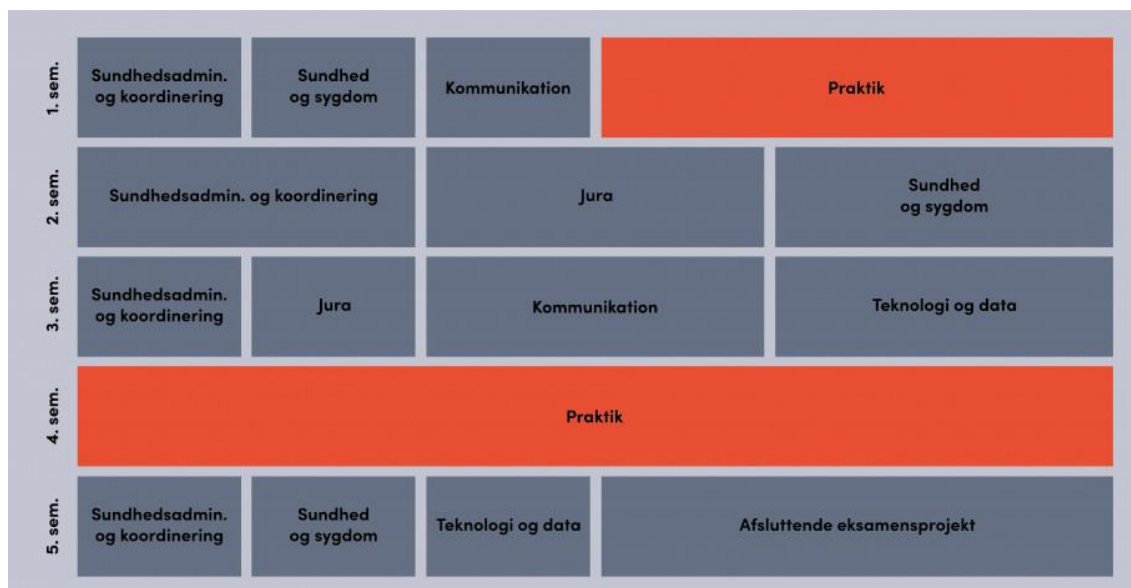 1. sem.
Sundhedsadmin.
og koordinering
Sundhed
og sygdom
Kommunikation
Praktik
2. sem.
Sundhedsadmin. og koordinering
Jura
Sundhed
og sygdom
3. sem.
Sundhedsadmin.
og koordinering
Jura
Kommunikation
Teknologi og data
4. sem.
Praktik
5. sem.
Sundhedsadmin.
og koordinering
Sundhed
og sygdom
Teknologi og data
Afsluttende eksamensprojekt